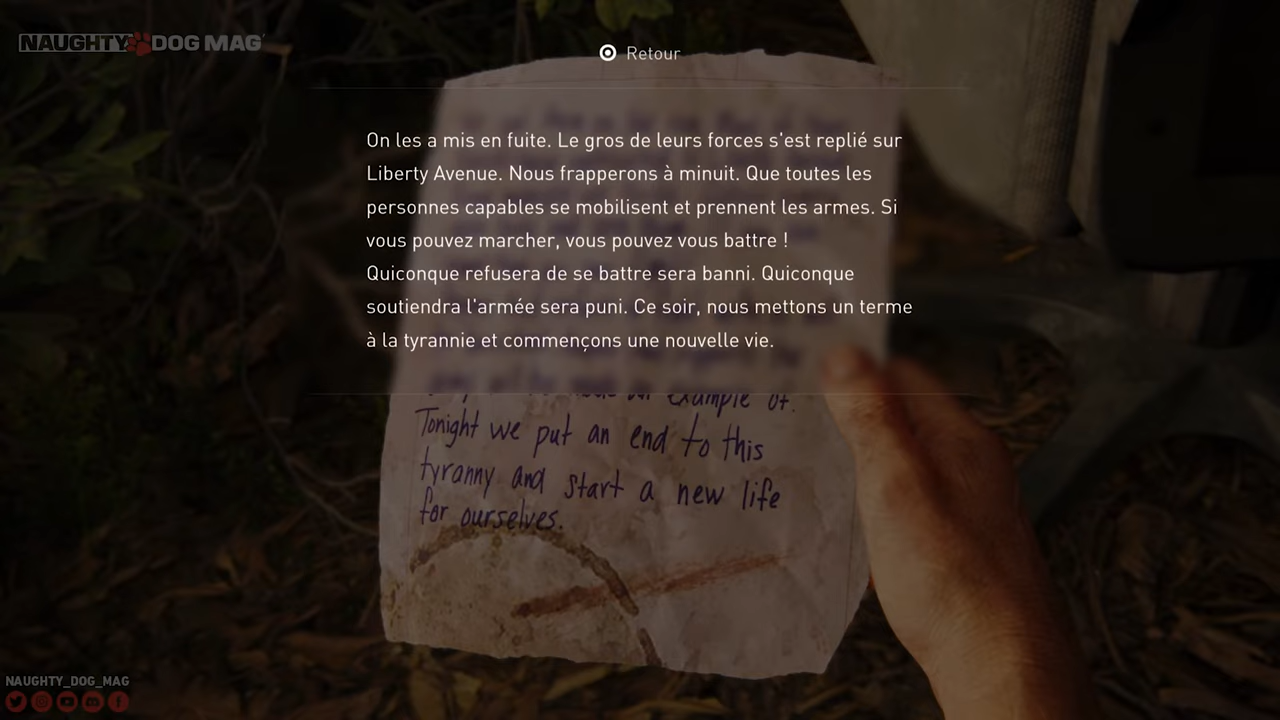 NAUGHTY DOG MAG'
Retour
On les a mis en fuite. Le gros de leurs forces s'est replié sur
Liberty Avenue. Nous frapperons à minuit. Que toutes les
personnes capables se mobilisent et prennent les armes. Si
vous pouvez marcher, vous pouvez vous battre !
Quiconque refusera de se battre sera banni. Quiconque
soutiendra l'armée sera puni. Ce soir, nous mettons un terme
à la tyrannie et commençons une nouvelle vie.
example of.
Tonight we put an end to this
tyranny and start a new life
for ourselves.
NAUGHTY_DOG_MAG